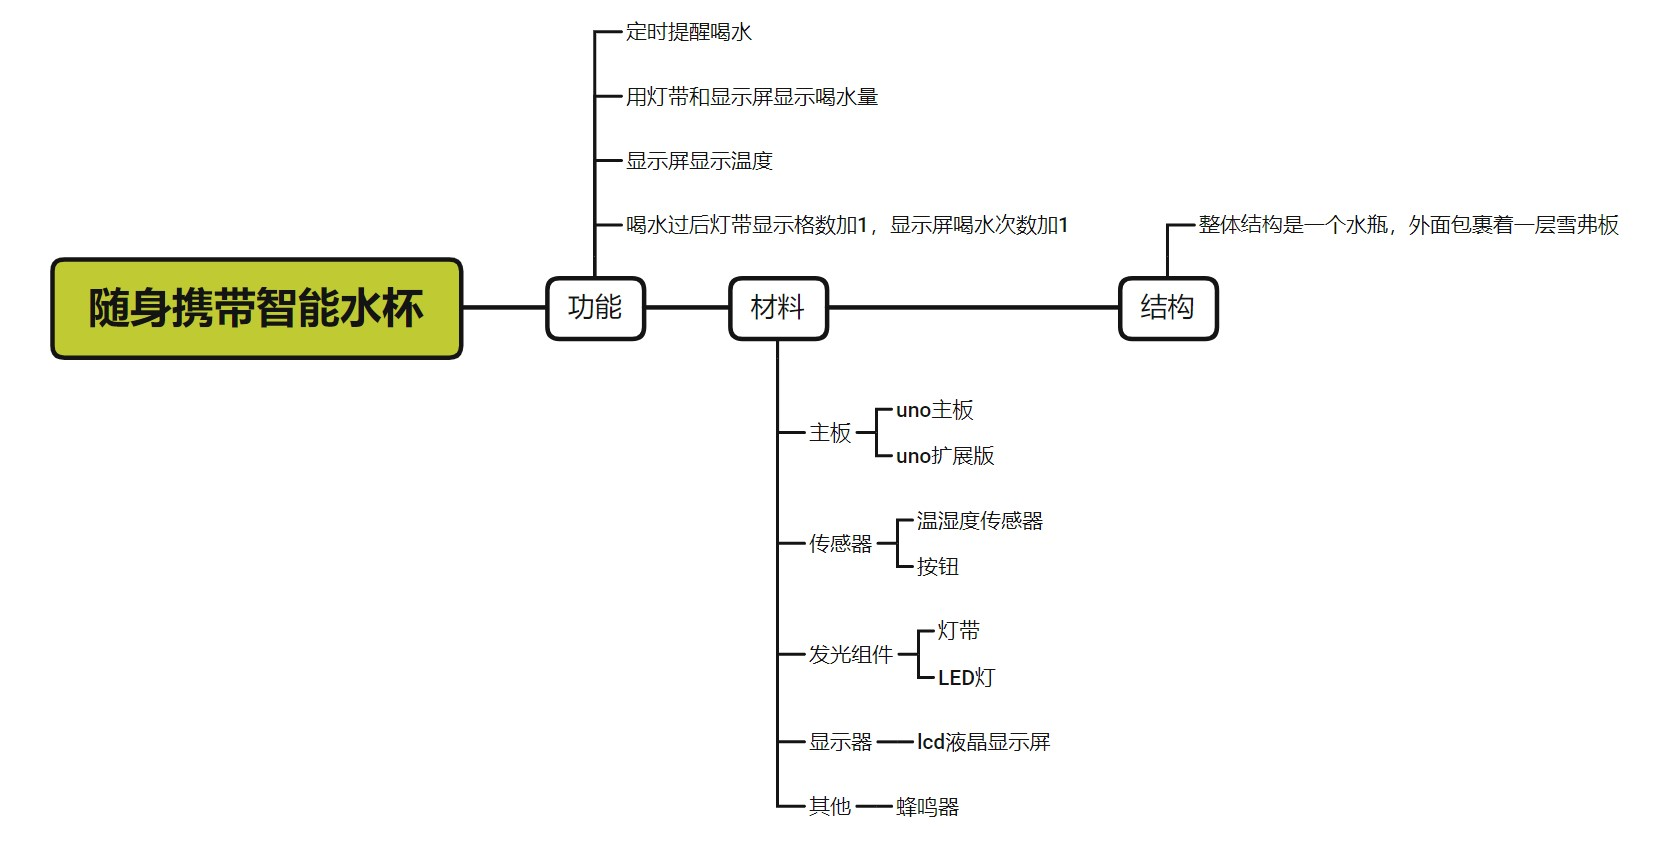 随身携带智能水杯
功能
定时提醒喝水
用灯带和显示屏显示喝水量
显示屏显示温度
喝水过后灯带显示格数加1，显示屏喝水次数加1
材料
主板
uno主板
uno扩展版
传感器
温湿度传感器
按钮
发光组件
灯带
LED灯
显示器
lcd液晶显示屏
其他
蜂鸣器
结构
整体结构是一个水瓶，外面包裹着一层雪弗板